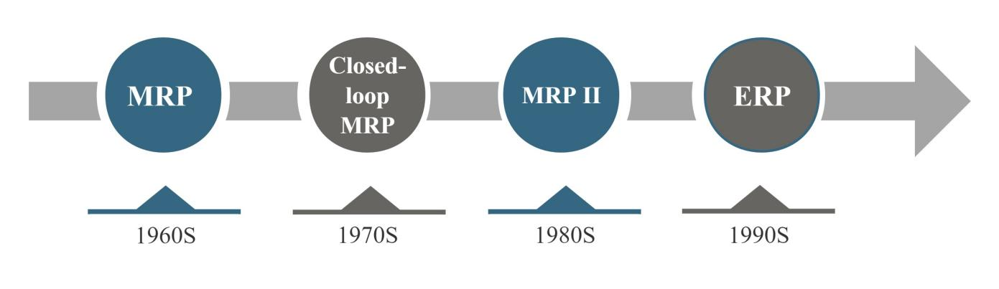 MRP
Closed-
loop
MRP
MRP II
ERP
1960S
1970S
1980S
1990S